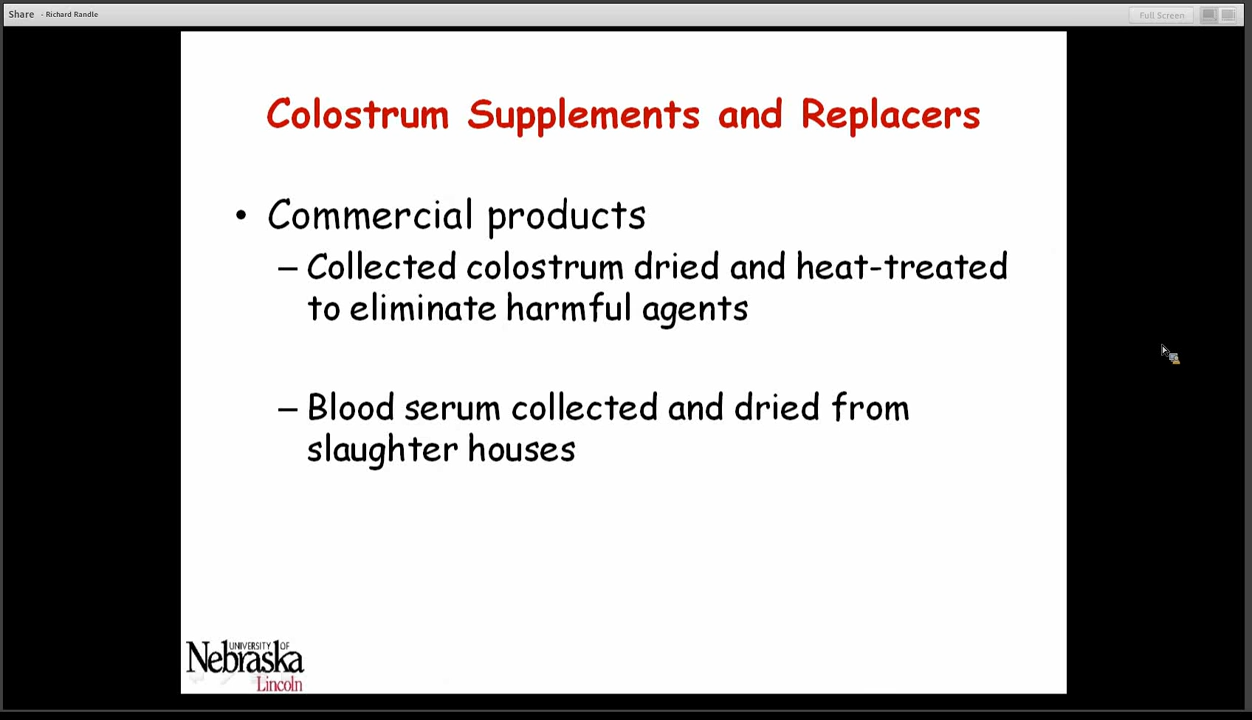 Share - Richard Randle
Full Screen
Colostrum Supplements and Replacers
• Commercial products
– Collected colostrum dried and heat-treated
to eliminate harmful agents
– Blood serum collected and dried from
slaughter houses
UNIVERSITY OF
Nebraska
Lincoln